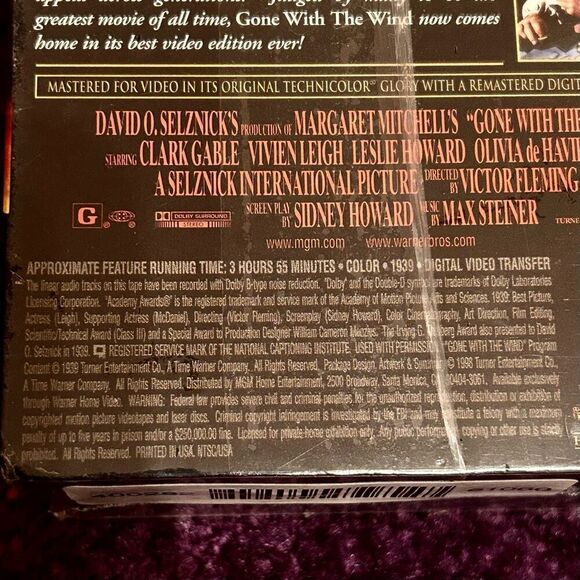 greatest movie of all time, Gone With The Wind now comes
home in its best video edition ever!
MASTERED FOR VIDEO IN ITS ORIGINAL TECHNICOLOR GLORY WITH A REMASTERED DIGIT
DAVID O. SELZNICK'S PRODUCTION OF MARGARET MITCHELL'S "GONE WITH THE
STARRING CLARK GABLE VIVIEN LEIGH LESLIE HOWARD OLIVIA de HAVIL
A SELZNICK INTERNATIONAL PICTURE DIRECTED BY VICTOR FLEMING
G DOLBY SURROUND STEREO SCREEN PLAY BY SIDNEY HOWARD MUSIC BY MAX STEINER TURNE
www.mgm.com www.warnerbros.com
APPROXIMATE FEATURE RUNNING TIME: 3 HOURS 55 MINUTES • COLOR • 1939 • DIGITAL VIDEO TRANSFER
The linear audio tracks on this tape have been recorded with Dolby B-type noise reduction. "Dolby" and the Double-D symbol are trademarks of Dolby Laboratories
Licensing Corporation. "Academy Awards®" is the registered trademark and service mark of the Academy of Motion Picture Arts and Sciences. 1939: Best Picture,
Actress (Leigh), Supporting Actress (McDaniel), Directing (Victor Fleming), Screenplay (Sidney Howard), Color Cinematography, Art Direction, Film Editing,
Scientific/Technical Award (Class III) and a Special Award to Production Designer William Cameron Menzies. The Irving G. Thalberg Award also presented to David
O. Selznick in 1939. REGISTERED SERVICE MARK OF THE NATIONAL CAPTIONING INSTITUTE. USED WITH PERMISSION. "GONE WITH THE WIND" Program
Content © 1939 Turner Entertainment Co., A Time Warner Company. All Rights Reserved. Package Design, Artwork & Summary © 1998 Turner Entertainment Co.,
A Time Warner Company. All Rights Reserved. Distributed by MGM Home Entertainment, 2500 Broadway, Santa Monica, CA 90404-3061. Available exclusively
through Warner Home Video. WARNING: Federal law provides severe civil and criminal penalties for the unauthorized reproduction, distribution or exhibition of
copyrighted motion picture videotapes and laser discs. Criminal copyright infringement is investigated by the FBI and may constitute a felony with a maximum
penalty of up to five years in prison and/or a $250,000.00 fine. Licensed for private home exhibition only. Any public performance, copying or other use is strictly
prohibited. All Rights Reserved. PRINTED IN USA. NTSC/USA